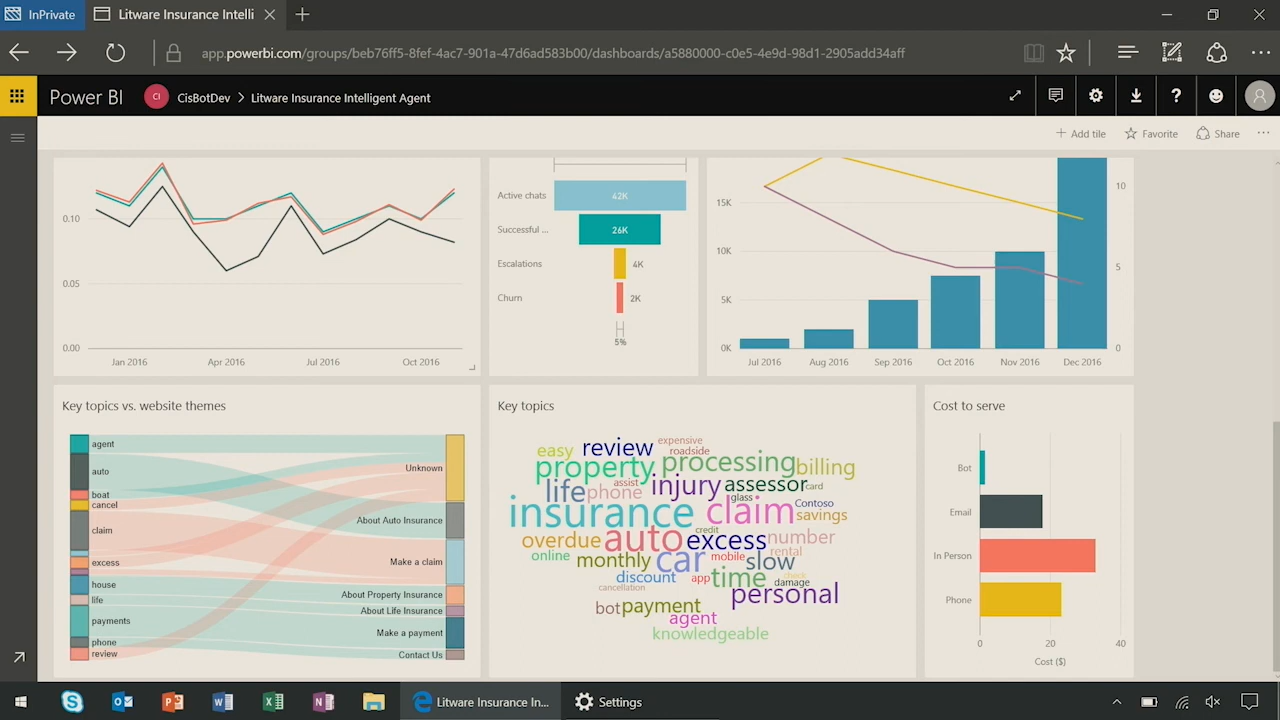 InPrivate
Litware Insurance Intelli
app.powerbi.com/groups/beb76ff5-8fef-4ac7-901a-47d6ad583b00/dashboards/a5880000-c0e5-4e9d-98d1-2905add34aff
Power BI CI CisBotDev > Litware Insurance Intelligent Agent
Add tile Favorite Share
0.10
0.05
0.00
Jan 2016 Apr 2016 Jul 2016 Oct 2016
Active chats 42K
Successful ... 26K
Escalations 4K
Churn 2K
5%
15K 10
10K
5K 5
0K 0
Jul 2016 Aug 2016 Sep 2016 Oct 2016 Nov 2016 Dec 2016
Key topics vs. website themes
agent
auto
boat
cancel
claim
excess
house
life
payments
phone
review
Unknown
About Auto Insurance
Make a claim
About Property Insurance
About Life Insurance
Make a payment
Contact Us
Key topics
expensive
easy review roadside
property processing billing
assist
life phone injury assessor card
glass
insurance claim Contoso
savings
credit
overdue auto excess number
online monthly car mobile rental
slow
discount app time check
damage
cancellation
personal
bot payment
agent
knowledgeable
Cost to serve
Bot
Email
In Person
Phone
0 20 40
Cost ($)
Litware Insurance In... Settings